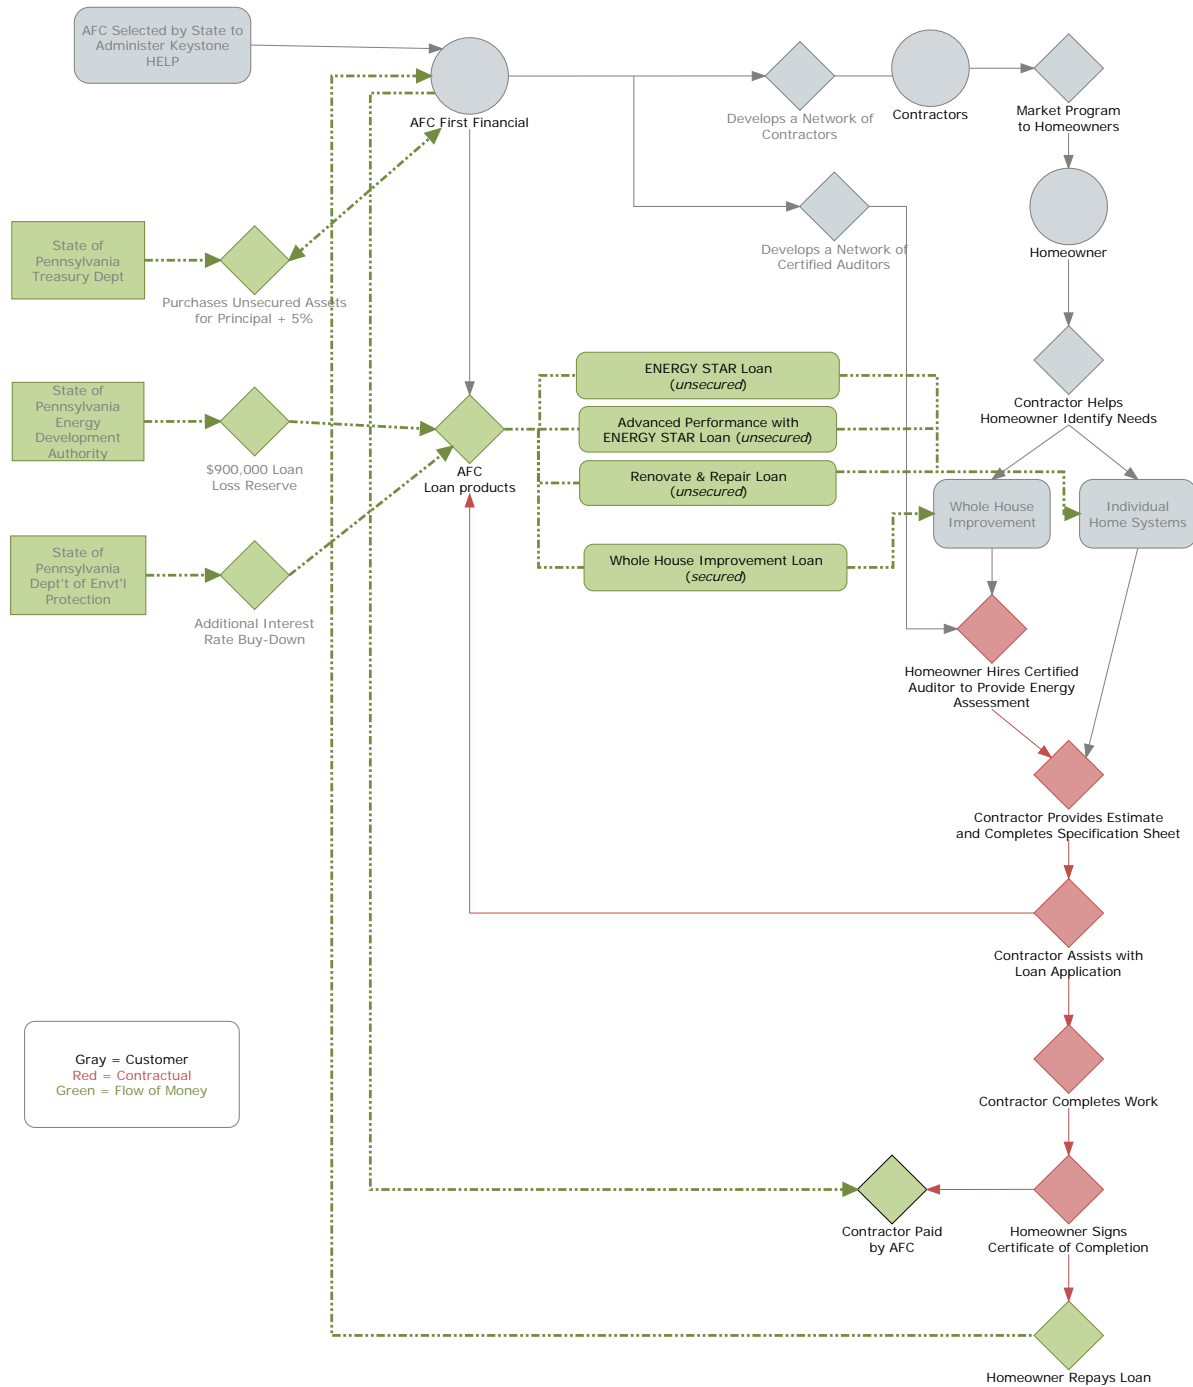 AFC Selected by State to
Administer Keystone
HELP
AFC First Financial
Develops a Network of
Contractors
Contractors
Market Program
to Homeowners
Develops a Network of
Certified Auditors
Homeowner
State of
Pennsylvania
Treasury Dept
Purchases Unsecured Assets
for Principal + 5%
State of
Pennsylvania
Energy
Development
Authority
$900,000 Loan
Loss Reserve
AFC
Loan products
ENERGY STAR Loan
(unsecured)
Advanced Performance with
ENERGY STAR Loan (unsecured)
Renovate & Repair Loan
(unsecured)
Whole House Improvement Loan
(secured)
Contractor Helps
Homeowner Identify Needs
Whole House
Improvement
Individual
Home Systems
State of
Pennsylvania
Dep't of Envt'l
Protection
Additional Interest
Rate Buy-Down
Homeowner Hires Certified
Auditor to Provide Energy
Assessment
Contractor Provides Estimate
and Completes Specification Sheet
Contractor Assists with
Loan Application
Gray = Customer
Red = Contractual
Green = Flow of Money
Contractor Completes Work
Contractor Paid
by AFC
Homeowner Signs
Certificate of Completion
Homeowner Repays Loan